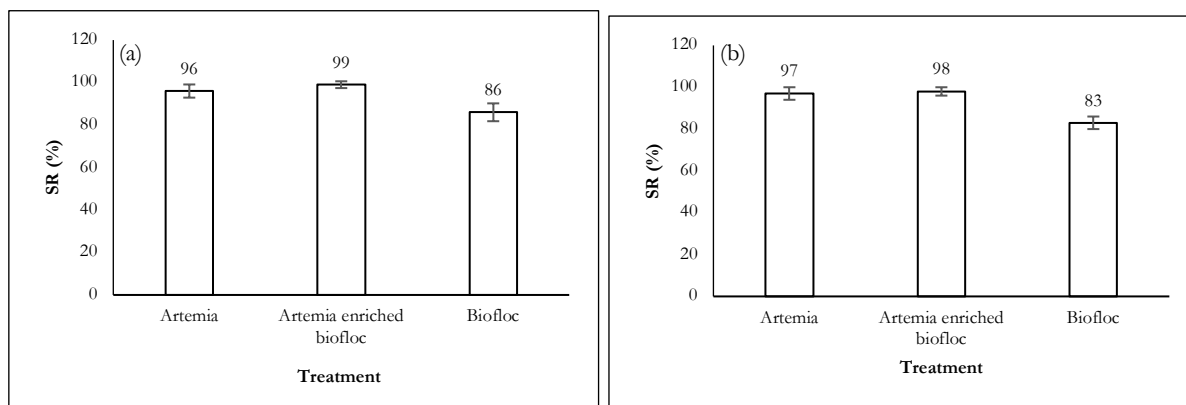 (a)
120
100
80
60
40
20
0
SR (%)
96
99
86
Artemia
Artemia enriched
biofloc
Biofloc
Treatment
(b)
120
100
80
60
40
20
0
SR (%)
97
98
83
Artemia
Artemia enriched
biofloc
Biofloc
Treatment